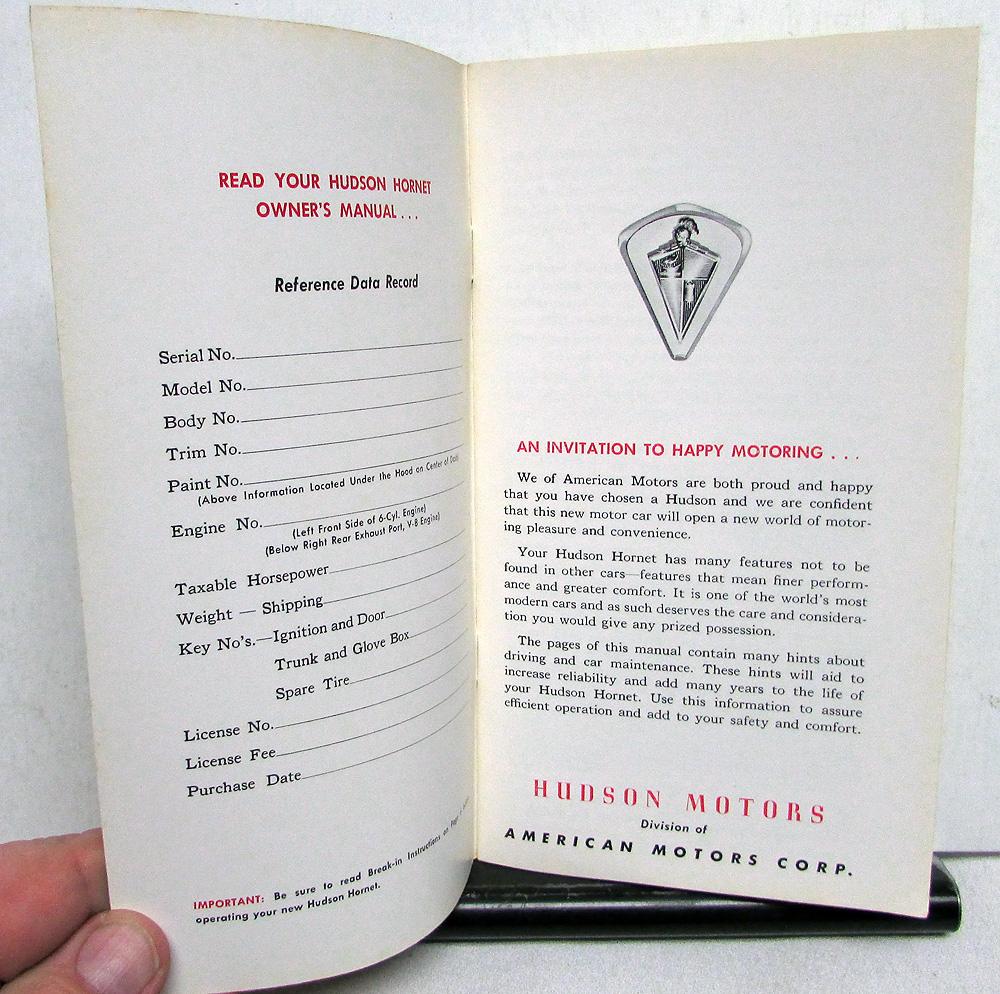 READ YOUR HUDSON HORNET
OWNER'S MANUAL...
Reference Data Record
Serial No.
Model No.
Body No.
Trim No.
Paint No.
(Above Information Located Under the Hood on Center of
Engine No.
(Left Front Side of 6-Cyl. Engine)
(Below Right Rear Exhaust Port, V-8 Engine)
Taxable Horsepower
Weight — Shipping
Key No's.—Ignition and Door
Trunk and Glove Box
Spare Tire
License No.
License Fee
Purchase Date
IMPORTANT: Be sure to read Break-in Instructions on Page
operating your new Hudson Hornet.
AN INVITATION TO HAPPY MOTORING . . .
We of American Motors are both proud and happy
that you have chosen a Hudson and we are confident
that this new motor car will open a new world of motor-
ing pleasure and convenience.
Your Hudson Hornet has many features not to be
found in other cars—features that mean finer perform-
ance and greater comfort. It is one of the world's most
modern cars and as such deserves the care and considera-
tion you would give any prized possession.
The pages of this manual contain many hints about
driving and car maintenance. These hints will aid to
increase reliability and add many years to the life of
your Hudson Hornet. Use this information to assure
efficient operation and add to your safety and comfort.
HUDSON MOTORS
Division of
AMERICAN MOTORS CORP.